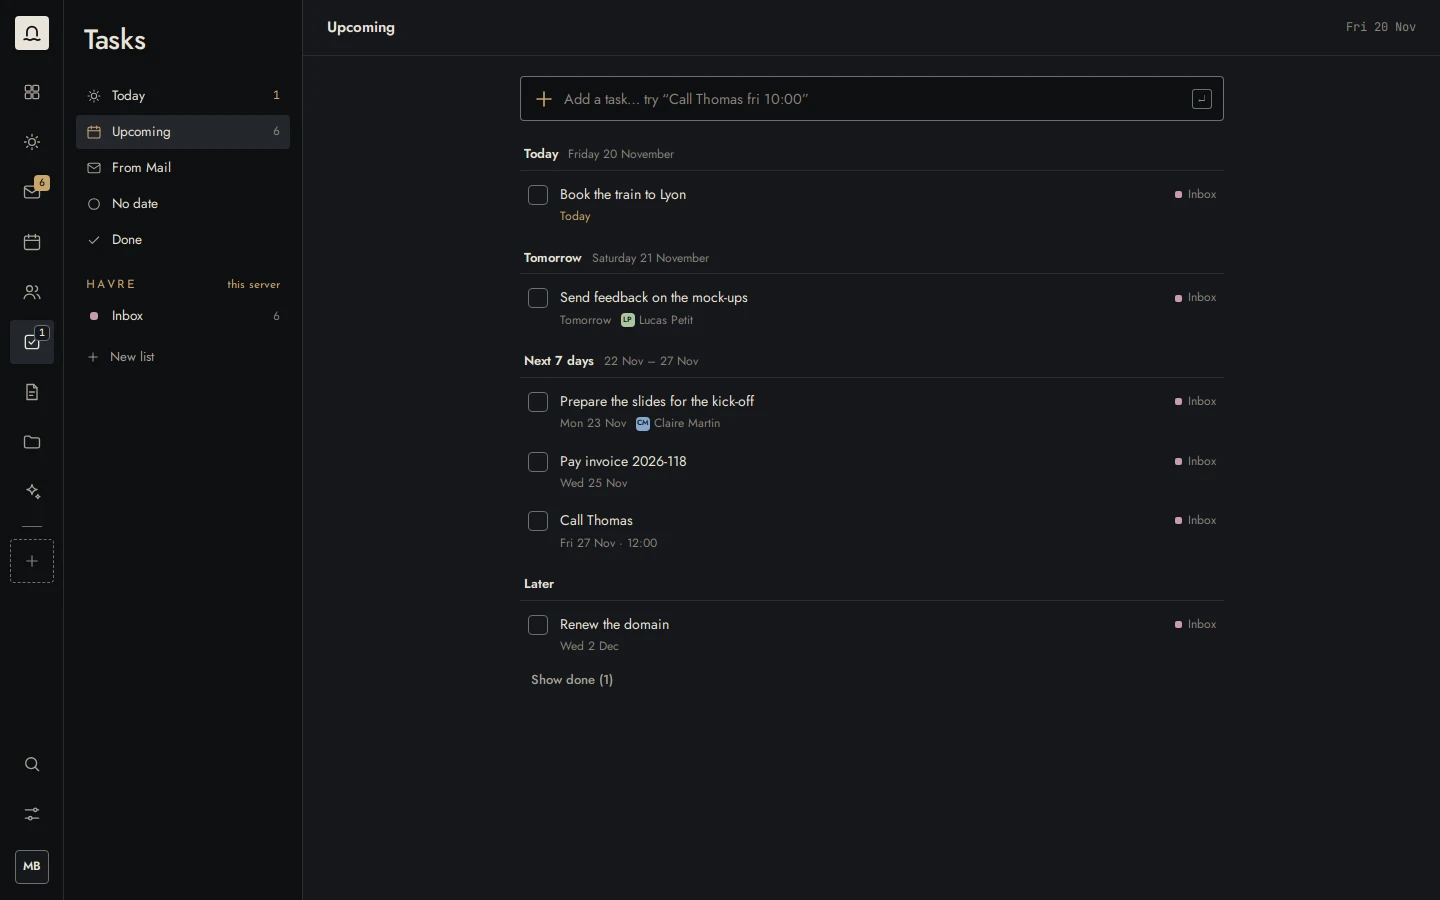 6
1
MB
Tasks
Today 1
Upcoming 6
From Mail
No date
Done
HAVRE this server
Inbox 6
New list
Upcoming
Fri 20 Nov
Add a task... try “Call Thomas fri 10:00”
Today Friday 20 November
Book the train to Lyon Inbox
Today
Tomorrow Saturday 21 November
Send feedback on the mock-ups Inbox
Tomorrow LP Lucas Petit
Next 7 days 22 Nov – 27 Nov
Prepare the slides for the kick-off Inbox
Mon 23 Nov CM Claire Martin
Pay invoice 2026-118 Inbox
Wed 25 Nov
Call Thomas Inbox
Fri 27 Nov · 12:00
Later
Renew the domain Inbox
Wed 2 Dec
Show done (1)